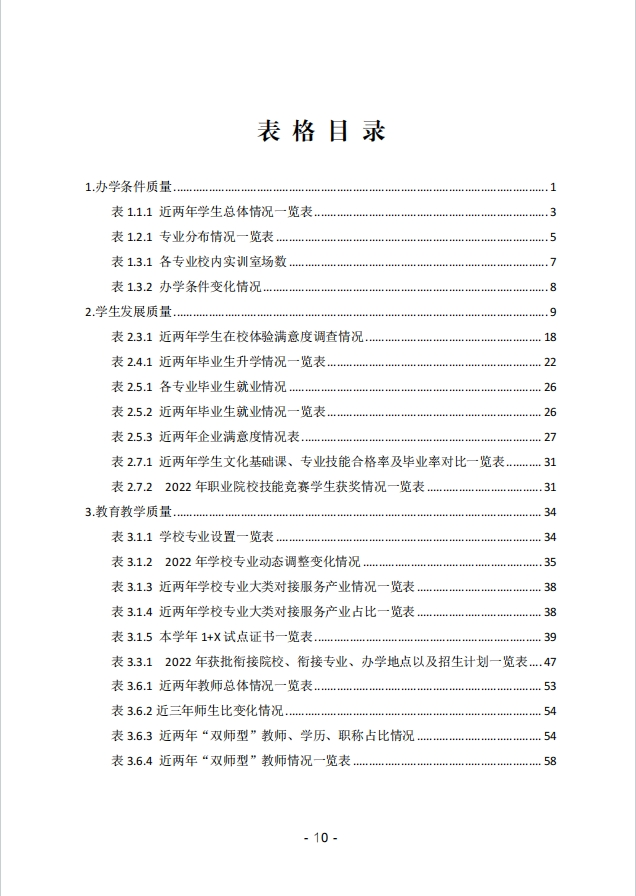 表 格 目 录
1.办学条件质量........................................................................................................1
表 1.1.1 近两年学生总体情况一览表................................................................3
表 1.2.1 专业分布情况一览表............................................................................5
表 1.3.1 各专业校内实训室场数........................................................................7
表 1.3.2 办学条件变化情况................................................................................8
2.学生发展质量........................................................................................................9
表 2.3.1 近两年学生在校体验满意度调查情况................................................18
表 2.4.1 近两年毕业生升学情况一览表............................................................22
表 2.5.1 各专业毕业生就业情况........................................................................26
表 2.5.2 近两年毕业生就业情况一览表............................................................26
表 2.5.3 近两年企业满意度情况表....................................................................27
表 2.7.1 近两年学生文化基础课、专业技能合格率及毕业率对比一览表..........31
表 2.7.2 2022 年职业院校技能竞赛学生获奖情况一览表................................31
3.教育教学质量........................................................................................................34
表 3.1.1 学校专业设置一览表............................................................................34
表 3.1.2 2022 年学校专业动态调整变化情况....................................................35
表 3.1.3 近两年学校专业大类对接服务产业情况一览表................................38
表 3.1.4 近两年学校专业大类对接服务产业占比一览表................................38
表 3.1.5 本学年 1+X 试点证书一览表................................................................39
表 3.3.1 2022 年获批衔接院校、衔接专业、办学地点以及招生计划一览表....47
表 3.6.1 近两年教师总体情况一览表................................................................53
表 3.6.2 近三年师生比变化情况........................................................................54
表 3.6.3 近两年“双师型”教师、学历、职称占比情况................................54
表 3.6.4 近两年“双师型”教师情况一览表....................................................58
- 10 -